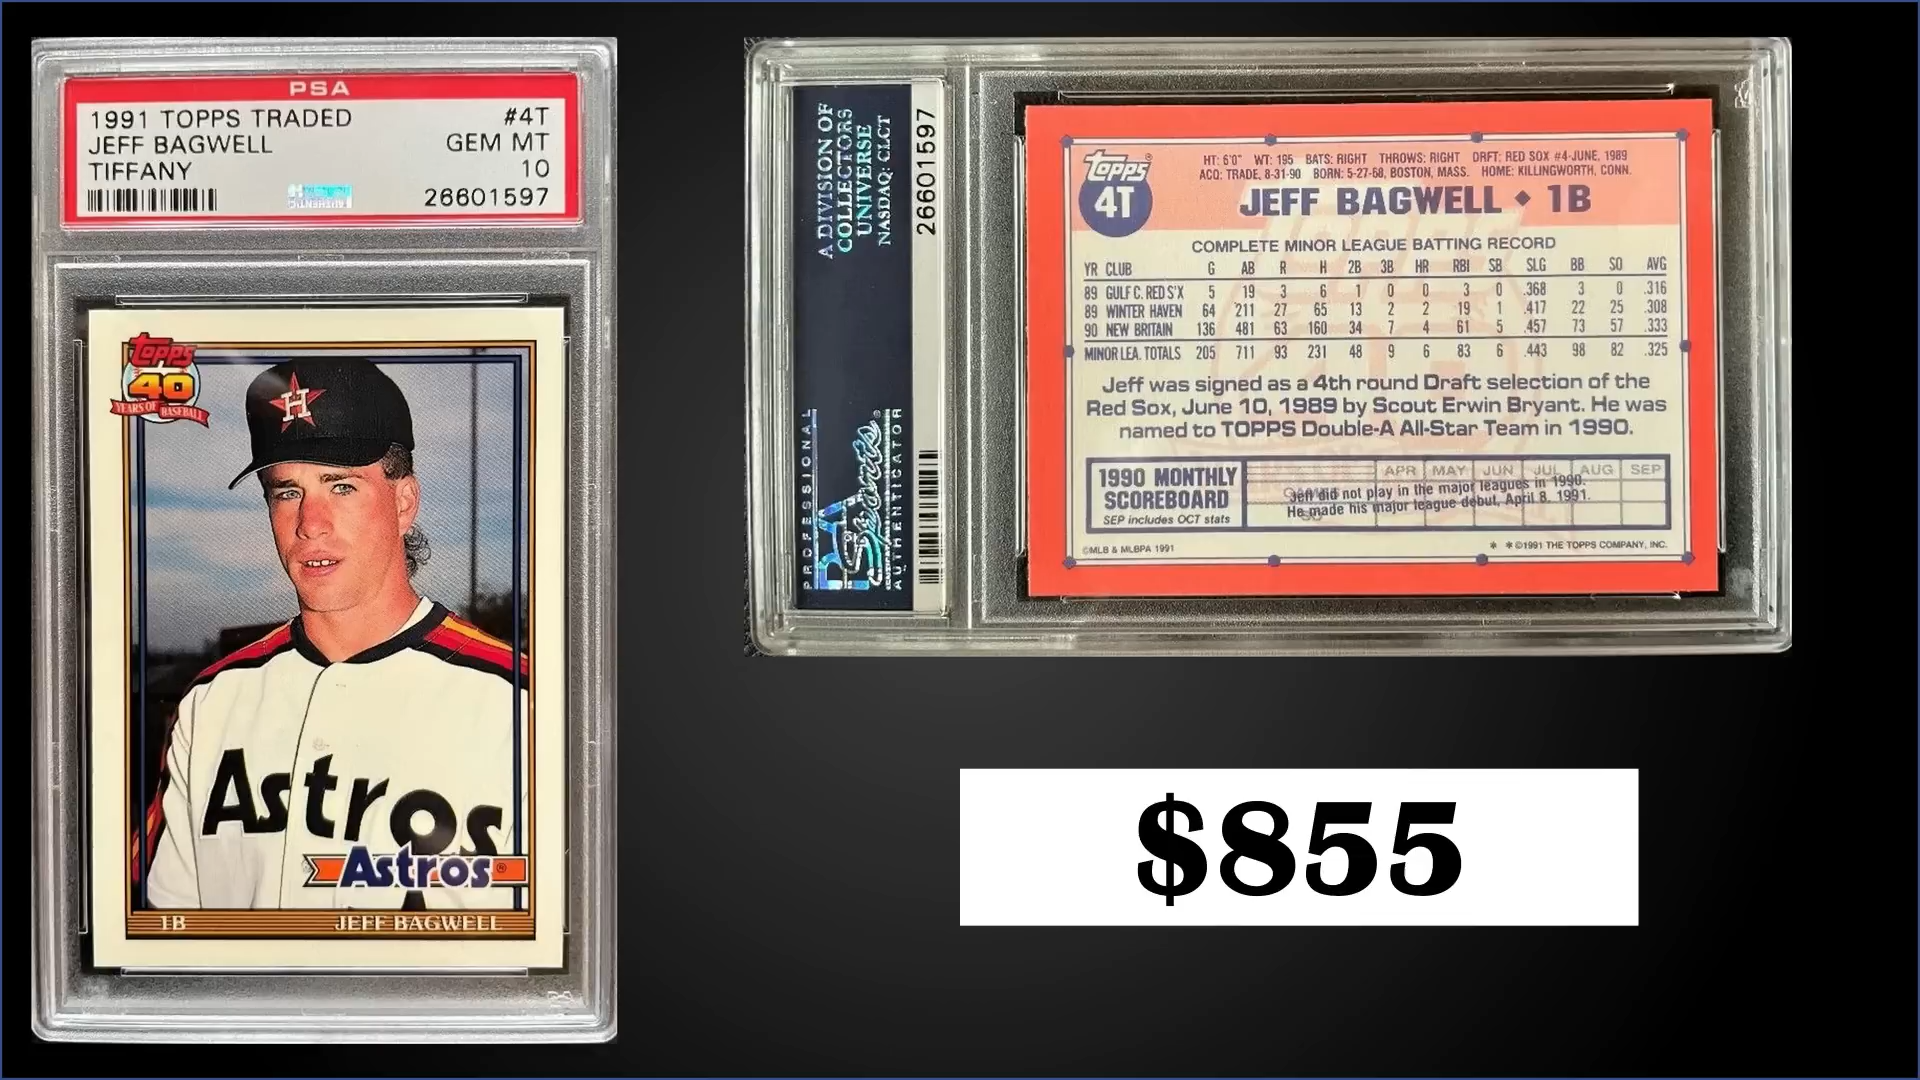 PSA
1991 TOPPS TRADED #4T
JEFF BAGWELL GEM MT
TIFFANY 10
26601597
topps
40
YEARS OF BASEBALL
H
Astros
Astros®
1B JEFF BAGWELL
A DIVISION OF
COLLECTORS
UNIVERSE
NASDAQ: CLCT
26601597
PROFESSIONAL
PSA
Sports
AUTHENTICATOR
topps®
4T
HT: 6'0" WT: 195 BATS: RIGHT THROWS: RIGHT DRFT: RED SOX #4-JUNE, 1989
ACQ: TRADE, 8-31-90 BORN: 5-27-68, BOSTON, MASS. HOME: KILLINGWORTH, CONN.
JEFF BAGWELL ◆ 1B
COMPLETE MINOR LEAGUE BATTING RECORD
YR CLUB G AB R H 2B 3B HR RBI SB SLG BB SO AVG
89 GULF C. RED S'X 5 19 3 6 1 0 0 3 0 .368 3 0 .316
89 WINTER HAVEN 64 211 27 65 13 2 2 19 1 .417 22 25 .308
90 NEW BRITAIN 136 481 63 160 34 7 4 61 5 .457 73 57 .333
MINOR LEA. TOTALS 205 711 93 231 48 9 6 83 6 .443 98 82 .325
Jeff was signed as a 4th round Draft selection of the
Red Sox, June 10, 1989 by Scout Erwin Bryant. He was
named to TOPPS Double-A All-Star Team in 1990.
1990 MONTHLY
SCOREBOARD
SEP includes OCT stats
APR MAY JUN JUL AUG SEP
Jeff did not play in the major leagues in 1990.
He made his major league debut, April 8, 1991.
©MLB & MLBPA 1991
* *©1991 THE TOPPS COMPANY, INC.
$855